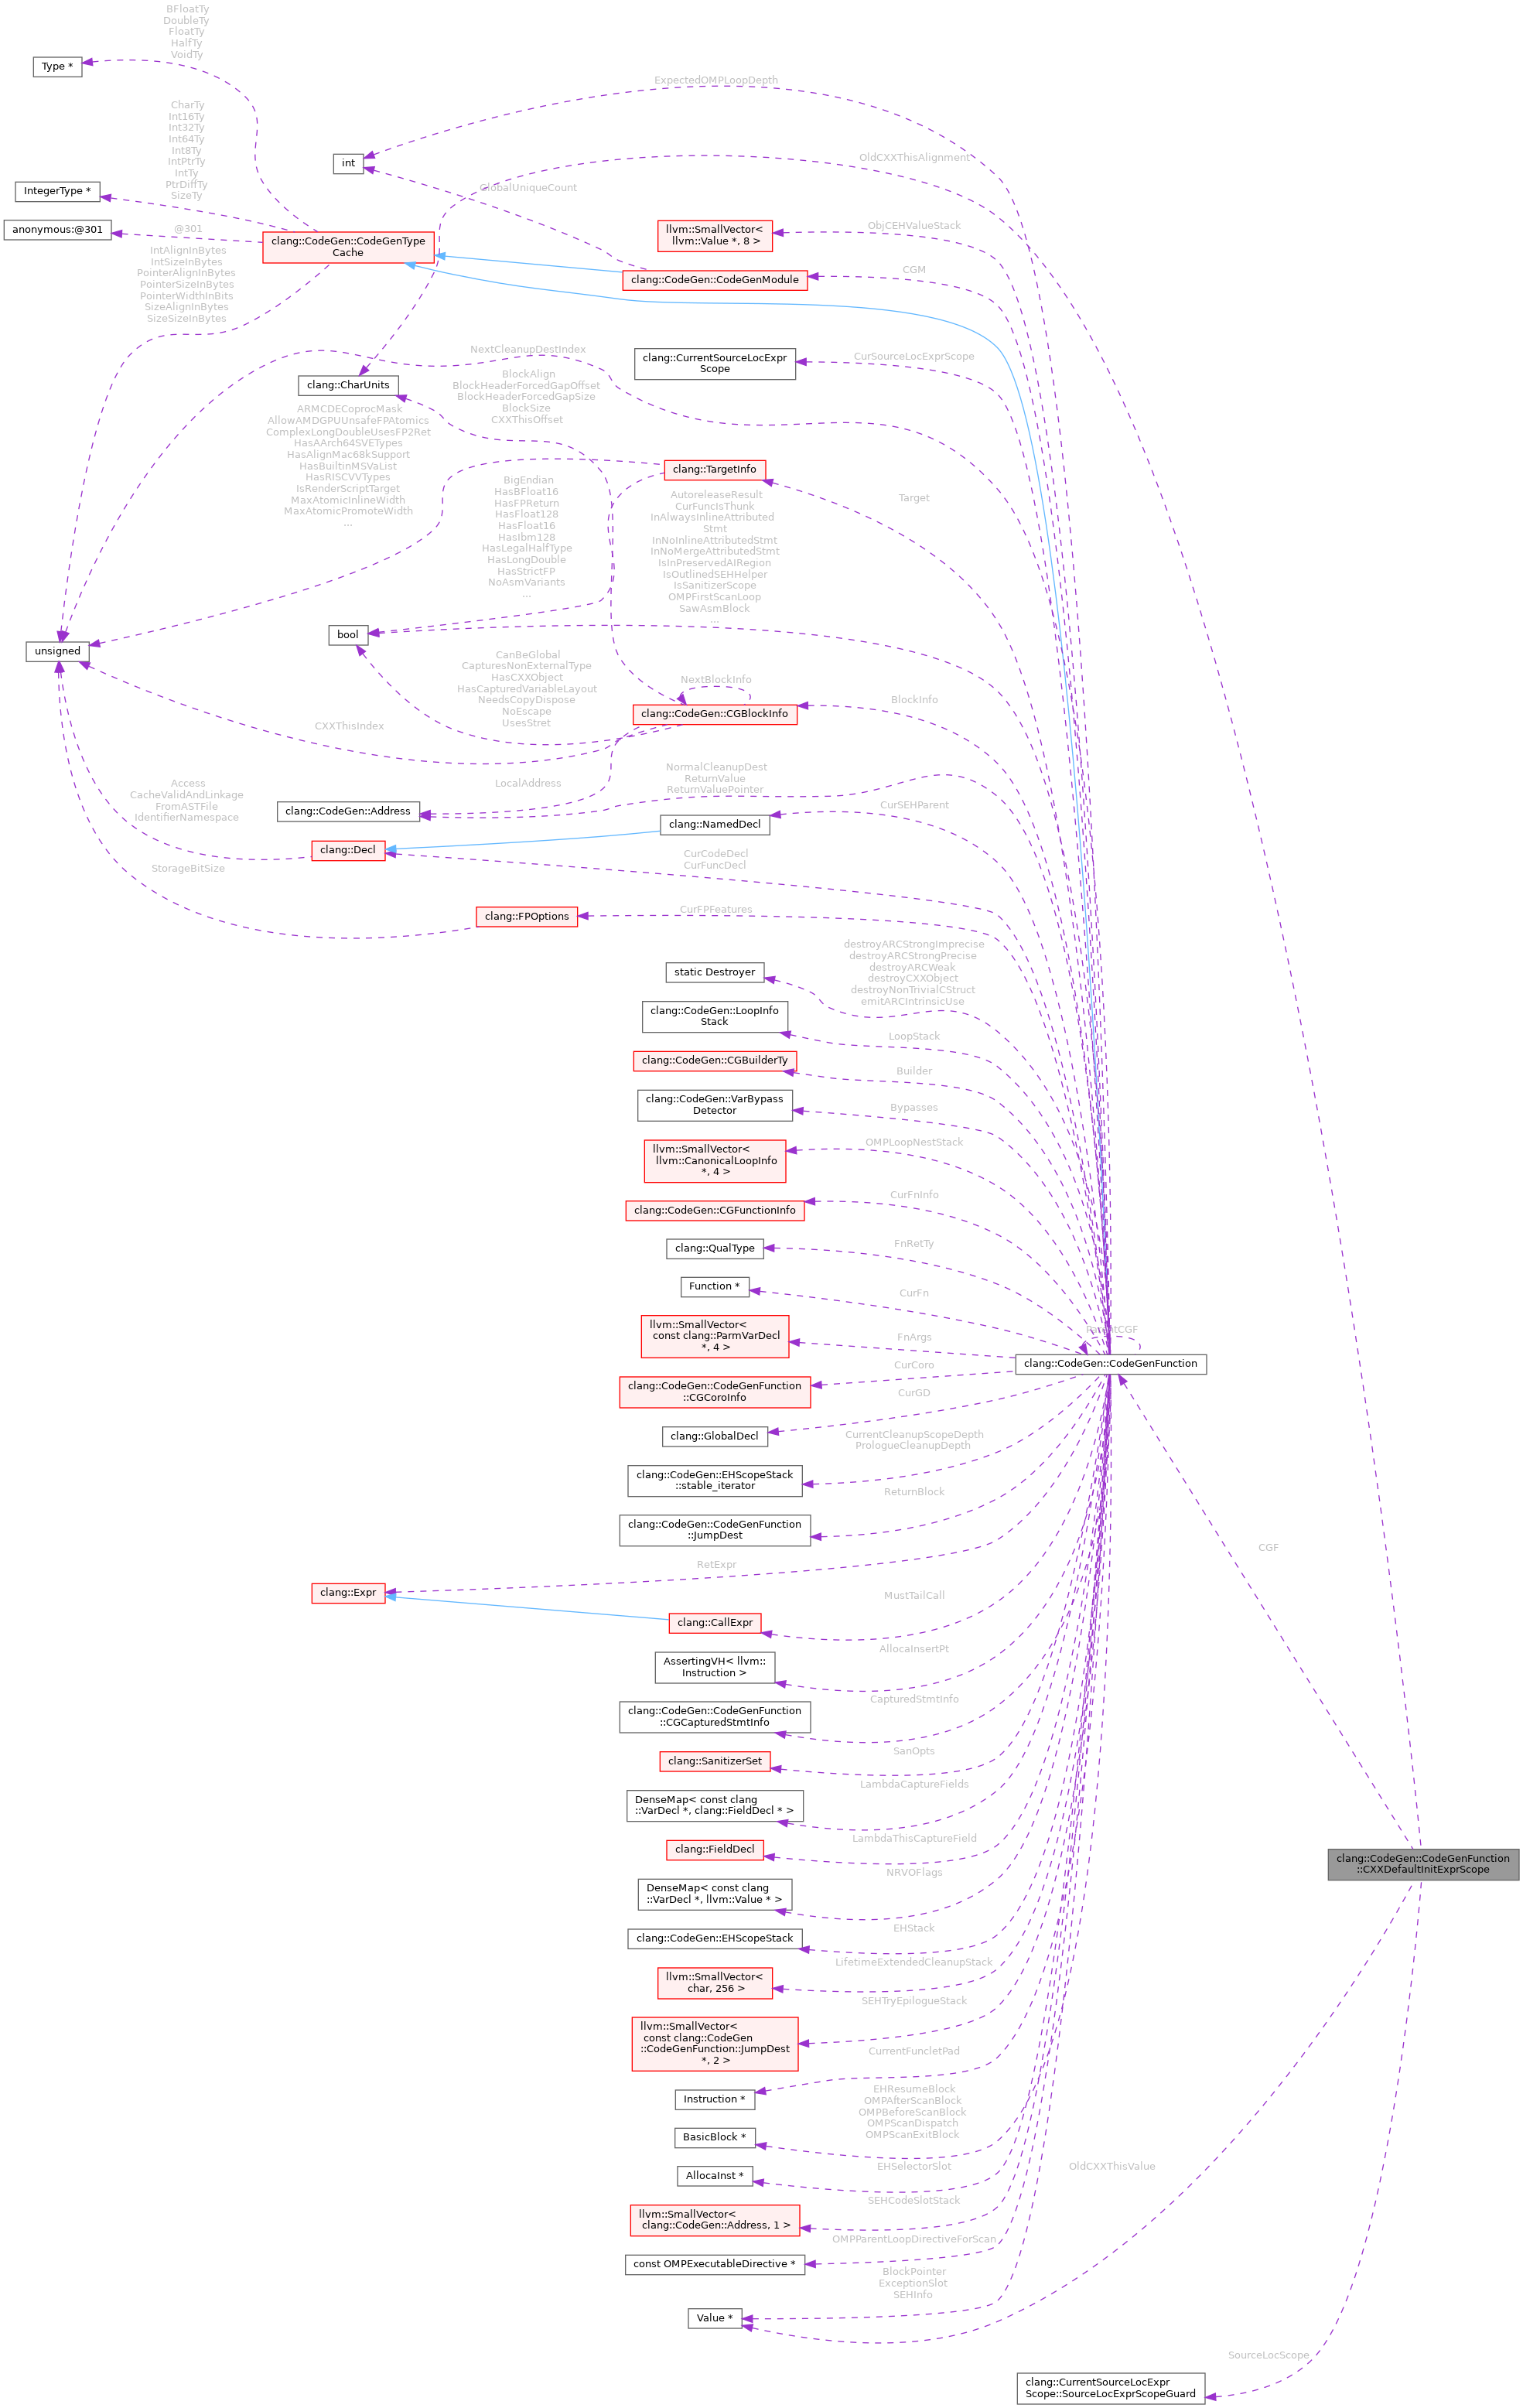 BFloatTy
DoubleTy
FloatTy
HalfTy
VoidTy
Type *
ExpectedOMPLoopDepth
CharTy
Int16Ty
Int32Ty
Int64Ty
Int8Ty
IntPtrTy
IntTy
PtrDiffTy
SizeTy
int
OldCXXThisAlignment
IntegerType *
GlobalUniqueCount
anonymous:@301
@301
llvm::SmallVector<
llvm::Value *, 8 >
ObjCEHValueStack
clang::CodeGen::CodeGenType
Cache
IntAlignInBytes
IntSizeInBytes
PointerAlignInBytes
PointerSizeInBytes
PointerWidthInBits
SizeAlignInBytes
SizeSizeInBytes
clang::CodeGen::CodeGenModule
CGM
NextCleanupDestIndex
clang::CurrentSourceLocExpr
Scope
CurSourceLocExprScope
clang::CharUnits
BlockAlign
BlockHeaderForcedGapOffset
BlockHeaderForcedGapSize
BlockSize
CXXThisOffset
ARMCDECoprocMask
AllowAMDGPUUnsafeFPAtomics
ComplexLongDoubleUsesFP2Ret
HasAArch64SVETypes
HasAlignMac68kSupport
HasBuiltinMSVaList
HasRISCVVTypes
IsRenderScriptTarget
MaxAtomicInlineWidth
MaxAtomicPromoteWidth
...
clang::TargetInfo
Target
BigEndian
HasBFloat16
HasFPReturn
HasFloat128
HasFloat16
HasIbm128
HasLegalHalfType
HasLongDouble
HasStrictFP
NoAsmVariants
...
AutoreleaseResult
CurFuncIsThunk
InAlwaysInlineAttributed
Stmt
InNoInlineAttributedStmt
InNoMergeAttributedStmt
IsInPreservedAIRegion
IsOutlinedSEHHelper
IsSanitizerScope
OMPFirstScanLoop
SawAsmBlock
...
bool
unsigned
CanBeGlobal
CapturesNonExternalType
HasCXXObject
HasCapturedVariableLayout
NeedsCopyDispose
NoEscape
UsesStret
NextBlockInfo
clang::CodeGen::CGBlockInfo
BlockInfo
CXXThisIndex
LocalAddress
NormalCleanupDest
ReturnValue
ReturnValuePointer
Access
CacheValidAndLinkage
FromASTFile
IdentifierNamespace
clang::CodeGen::Address
clang::NamedDecl
CurSEHParent
clang::Decl
CurCodeDecl
CurFuncDecl
StorageBitSize
clang::FPOptions
CurFPFeatures
static Destroyer
destroyARCStrongImprecise
destroyARCStrongPrecise
destroyARCWeak
destroyCXXObject
destroyNonTrivialCStruct
emitARCIntrinsicUse
clang::CodeGen::LoopInfo
Stack
LoopStack
clang::CodeGen::CGBuilderTy
Builder
clang::CodeGen::VarBypass
Detector
Bypasses
llvm::SmallVector<
llvm::CanonicalLoopInfo
*, 4 >
OMPLoopNestStack
clang::CodeGen::CGFunctionInfo
CurFnInfo
clang::QualType
FnRetTy
Function *
CurFn
llvm::SmallVector<
const clang::ParmVarDecl
*, 4 >
FnArgs
ParentCGF
clang::CodeGen::CodeGenFunction
clang::CodeGen::CodeGenFunction
::CGCoroInfo
CurCoro
clang::GlobalDecl
CurGD
clang::CodeGen::EHScopeStack
::stable_iterator
CurrentCleanupScopeDepth
PrologueCleanupDepth
clang::CodeGen::CodeGenFunction
::JumpDest
ReturnBlock
CGF
clang::Expr
RetExpr
clang::CallExpr
MustTailCall
AssertingVH< llvm::
Instruction >
AllocaInsertPt
clang::CodeGen::CodeGenFunction
::CGCapturedStmtInfo
CapturedStmtInfo
clang::SanitizerSet
SanOpts
DenseMap< const clang
::VarDecl *, clang::FieldDecl * >
LambdaCaptureFields
clang::FieldDecl
LambdaThisCaptureField
clang::CodeGen::CodeGenFunction
::CXXDefaultInitExprScope
DenseMap< const clang
::VarDecl *, llvm::Value * >
NRVOFlags
clang::CodeGen::EHScopeStack
EHStack
llvm::SmallVector<
char, 256 >
LifetimeExtendedCleanupStack
llvm::SmallVector<
const clang::CodeGen
::CodeGenFunction::JumpDest
*, 2 >
SEHTryEpilogueStack
Instruction *
CurrentFuncletPad
BasicBlock *
EHResumeBlock
OMPAfterScanBlock
OMPBeforeScanBlock
OMPScanDispatch
OMPScanExitBlock
AllocaInst *
EHSelectorSlot
OldCXXThisValue
llvm::SmallVector<
clang::CodeGen::Address, 1 >
SEHCodeSlotStack
const OMPExecutableDirective *
OMPParentLoopDirectiveForScan
Value *
BlockPointer
ExceptionSlot
SEHInfo
SourceLocScope
clang::CurrentSourceLocExpr
Scope::SourceLocExprScopeGuard